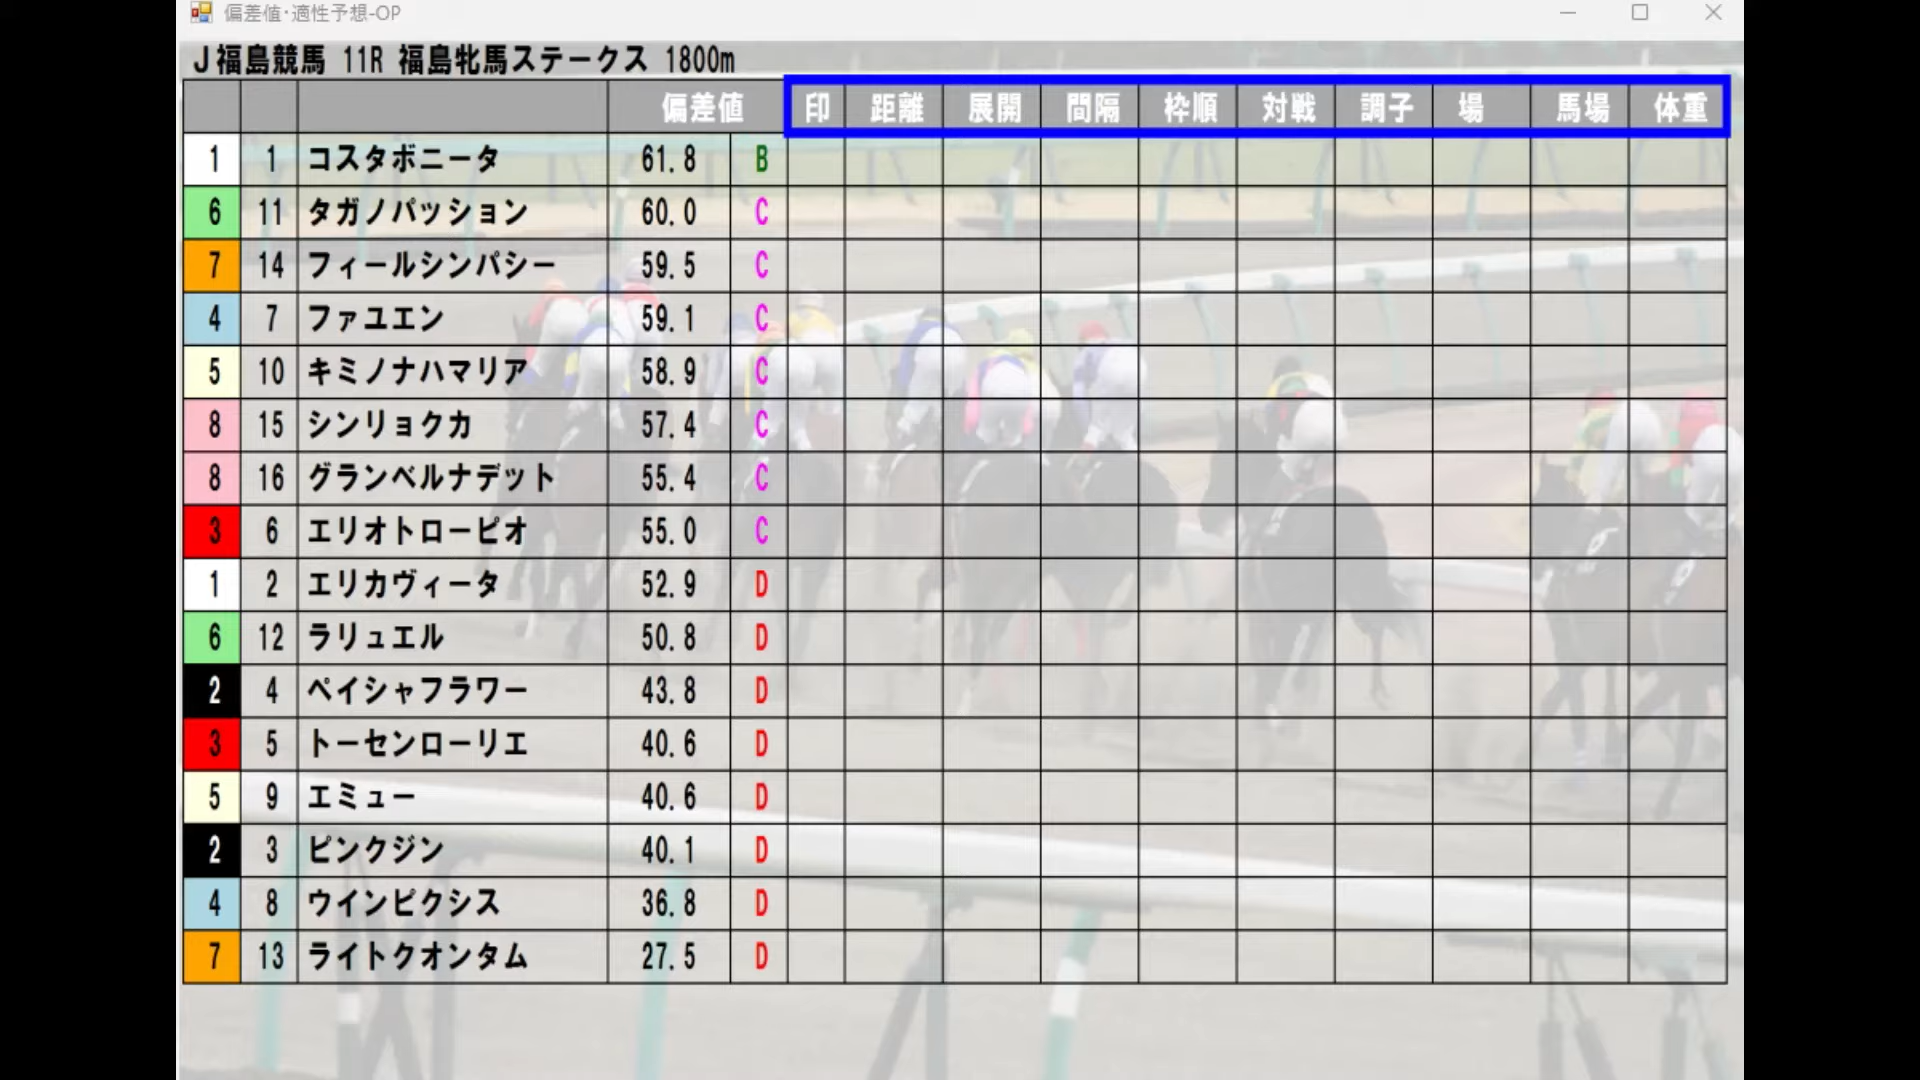 偏差値・適性予想-OP
J福島競馬 11R 福島牝馬ステークス 1800m
偏差値 印 距離 展開 間隔 枠順 対戦 調子 場 馬場 体重
1 1 コスタボニータ 61.8 B
6 11 タガノパッション 60.0 C
7 14 フィールシンパシー 59.5 C
4 7 ファユエン 59.1 C
5 10 キミノナハマリア 58.9 C
8 15 シンリョクカ 57.4 C
8 16 グランベルナデット 55.4 C
3 6 エリオトローピオ 55.0 C
1 2 エリカヴィータ 52.9 D
6 12 ラリュエル 50.8 D
2 4 ペイシャフラワー 43.8 D
3 5 トーセンローリエ 40.6 D
5 9 エミュー 40.6 D
2 3 ピンクジン 40.1 D
4 8 ウインピクシス 36.8 D
7 13 ライトクオンタム 27.5 D